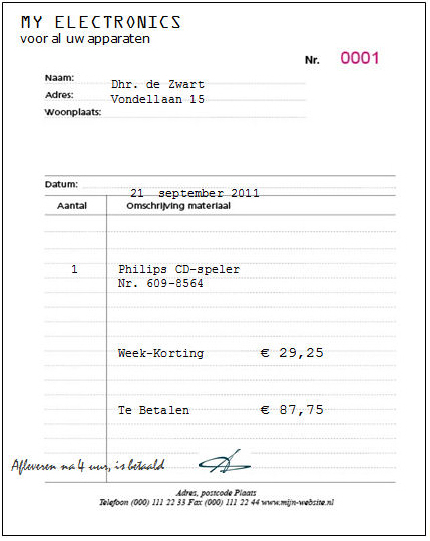 MY ELECTRONICS
voor al uw apparaten
Nr. 0001
Naam: Dhr. de Zwart
Adres: Vondellaan 15
Woonplaats:
Datum: 21 september 2011
Aantal Omschrijving materiaal
1 Philips CD-speler
Nr. 609-8564
Week-Korting € 29,25
Te Betalen € 87,75
Afleveren na 4 uur, is betaald
Adres, postcode Plaats
Telefoon (000) 111 22 33 Fax (000) 111 22 44 www.mijn-website.nl